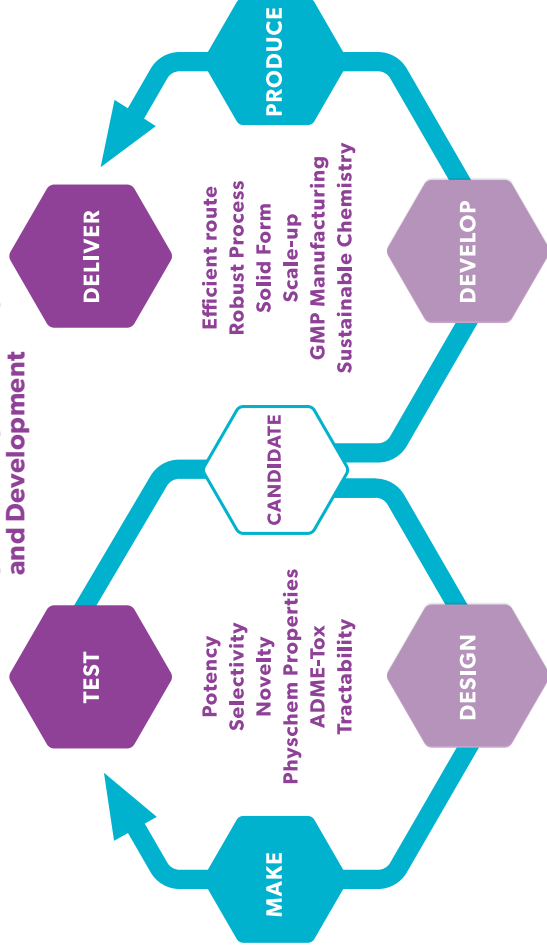 and Development
TEST
MAKE
Potency
Selectivity
Novelty
Physchem Properties
ADME-Tox
Tractability
DESIGN
CANDIDATE
DELIVER
Efficient route
Robust Process
Solid Form
Scale-up
GMP Manufacturing
Sustainable Chemistry
PRODUCE
DEVELOP